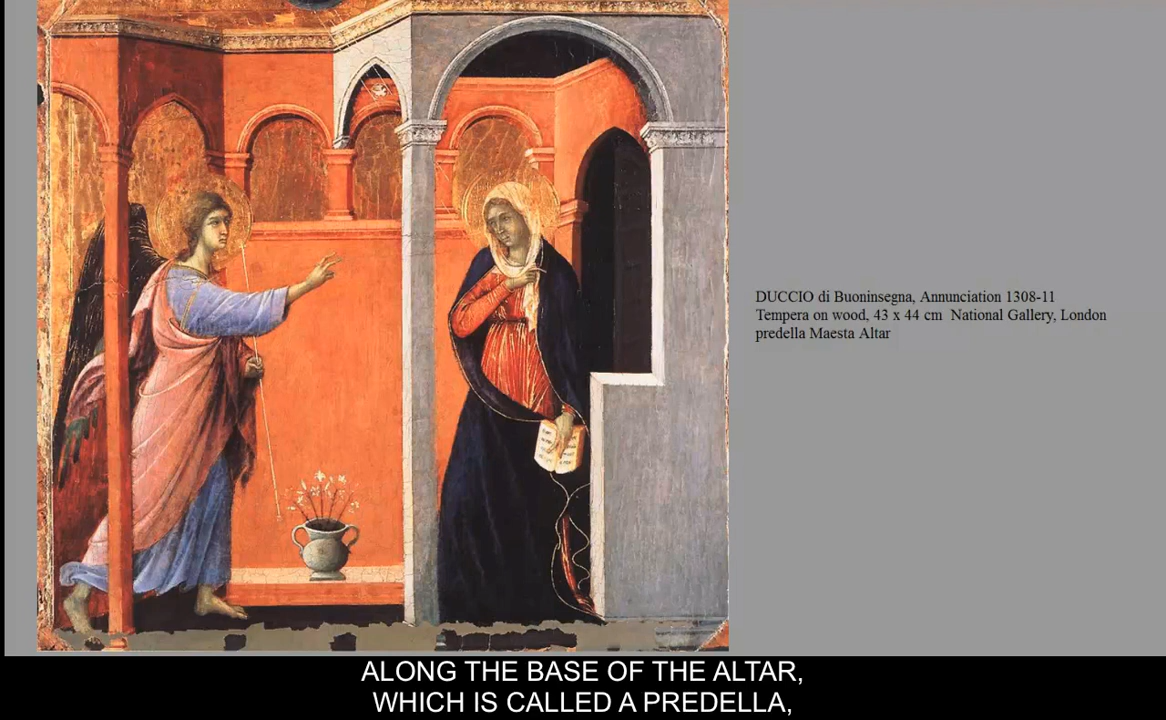 DUCCIO di Buoninsegna, Annunciation 1308-11
Tempera on wood, 43 x 44 cm National Gallery, London
predella Maesta Altar
ALONG THE BASE OF THE ALTAR,
WHICH IS CALLED A PREDELLA,